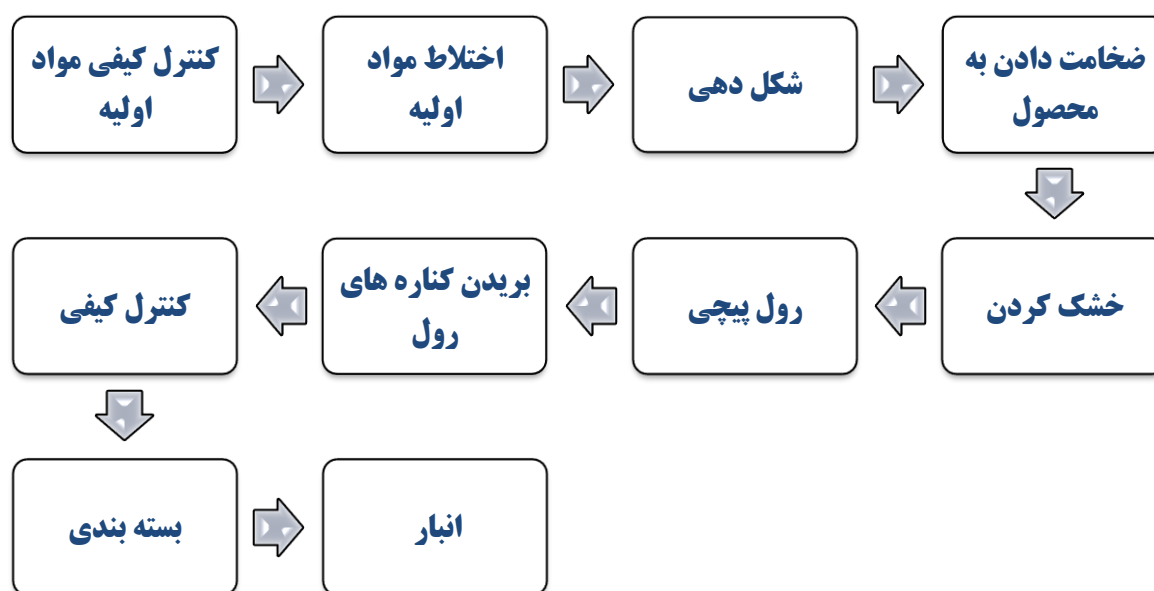 کنترل کیفی مواد
اولیه
اختلاط مواد
اولیه
شکل دهی
ضخامت دادن به
محصول
خشک کردن
رول پیچی
بریدن کناره های
رول
کنترل کیفی
بسته بندی
انبار